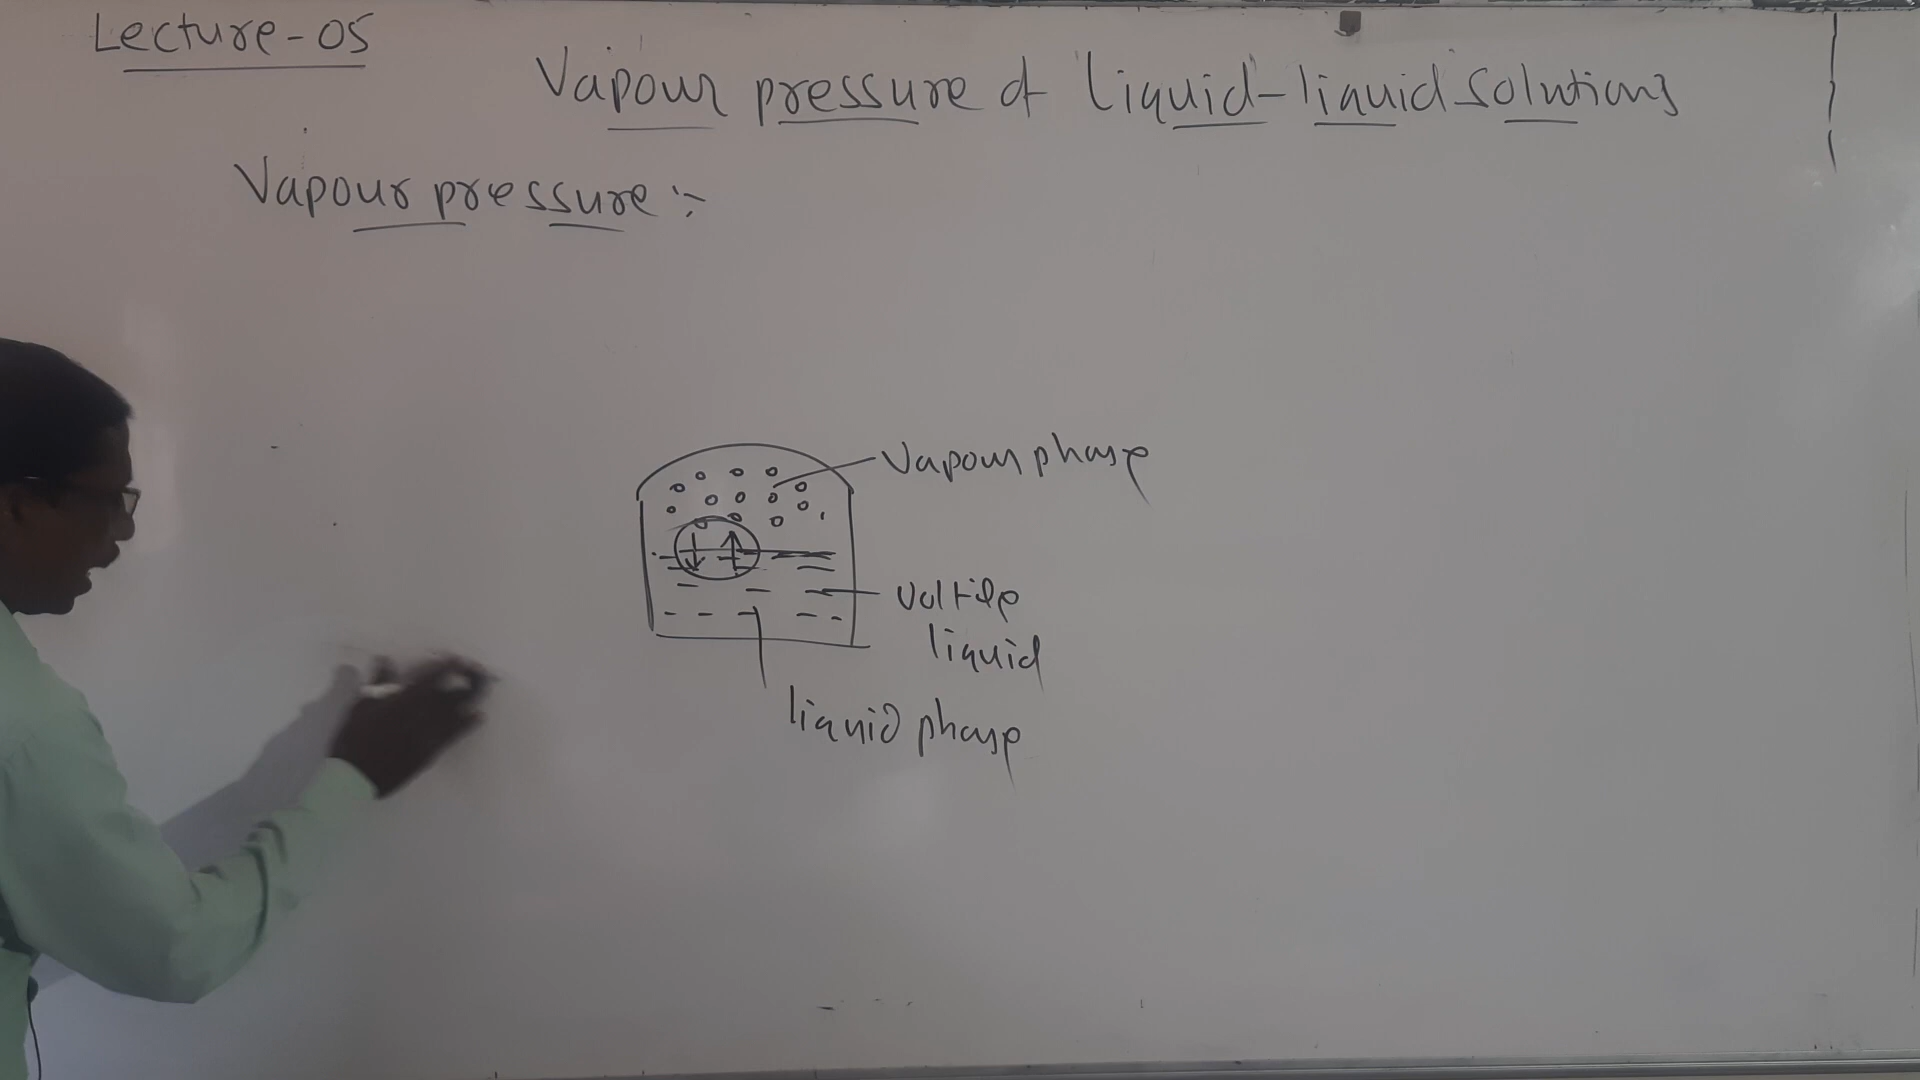 Lecture-05
Vapour pressure of liquid-liquid solutions
Vapour pressure :-
Vapour phase
Voltile
liquid
liquid phase